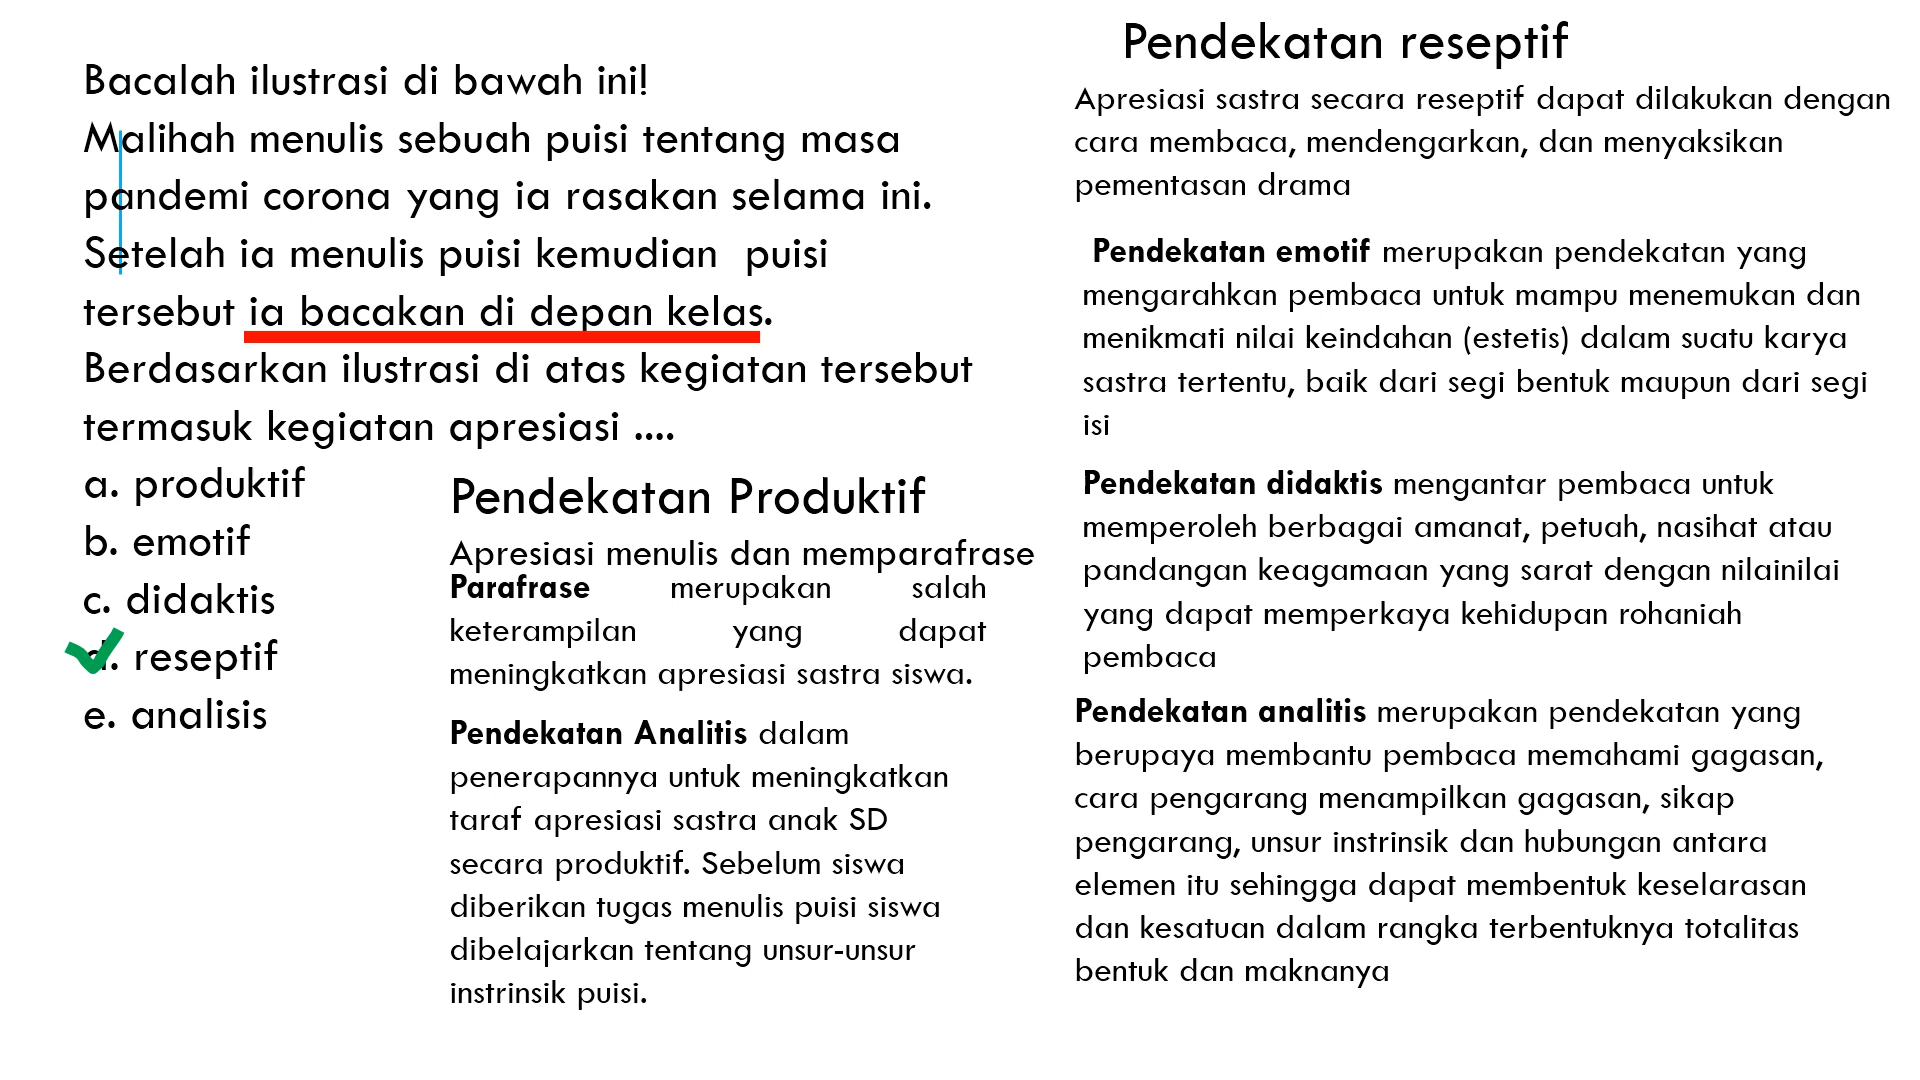 Bacalah ilustrasi di bawah ini!
Malihah menulis sebuah puisi tentang masa
pandemi corona yang ia rasakan selama ini.
Setelah ia menulis puisi kemudian  puisi
tersebut ia bacakan di depan kelas.
Berdasarkan ilustrasi di atas kegiatan tersebut
termasuk kegiatan apresiasi ....
a. produktif
b. emotif
c. didaktis
d. reseptif
e. analisis
Pendekatan Produktif
Apresiasi menulis dan memparafrase
Parafrase merupakan salah
keterampilan yang dapat
meningkatkan apresiasi sastra siswa.
Pendekatan Analitis dalam
penerapannya untuk meningkatkan
taraf apresiasi sastra anak SD
secara produktif. Sebelum siswa
diberikan tugas menulis puisi siswa
dibelajarkan tentang unsur-unsur
instrinsik puisi.
Pendekatan reseptif
Apresiasi sastra secara reseptif dapat dilakukan dengan
cara membaca, mendengarkan, dan menyaksikan
pementasan drama
Pendekatan emotif merupakan pendekatan yang
mengarahkan pembaca untuk mampu menemukan dan
menikmati nilai keindahan (estetis) dalam suatu karya
sastra tertentu, baik dari segi bentuk maupun dari segi
isi
Pendekatan didaktis mengantar pembaca untuk
memperoleh berbagai amanat, petuah, nasihat atau
pandangan keagamaan yang sarat dengan nilainilai
yang dapat memperkaya kehidupan rohaniah
pembaca
Pendekatan analitis merupakan pendekatan yang
berupaya membantu pembaca memahami gagasan,
cara pengarang menampilkan gagasan, sikap
pengarang, unsur instrinsik dan hubungan antara
elemen itu sehingga dapat membentuk keselarasan
dan kesatuan dalam rangka terbentuknya totalitas
bentuk dan maknanya